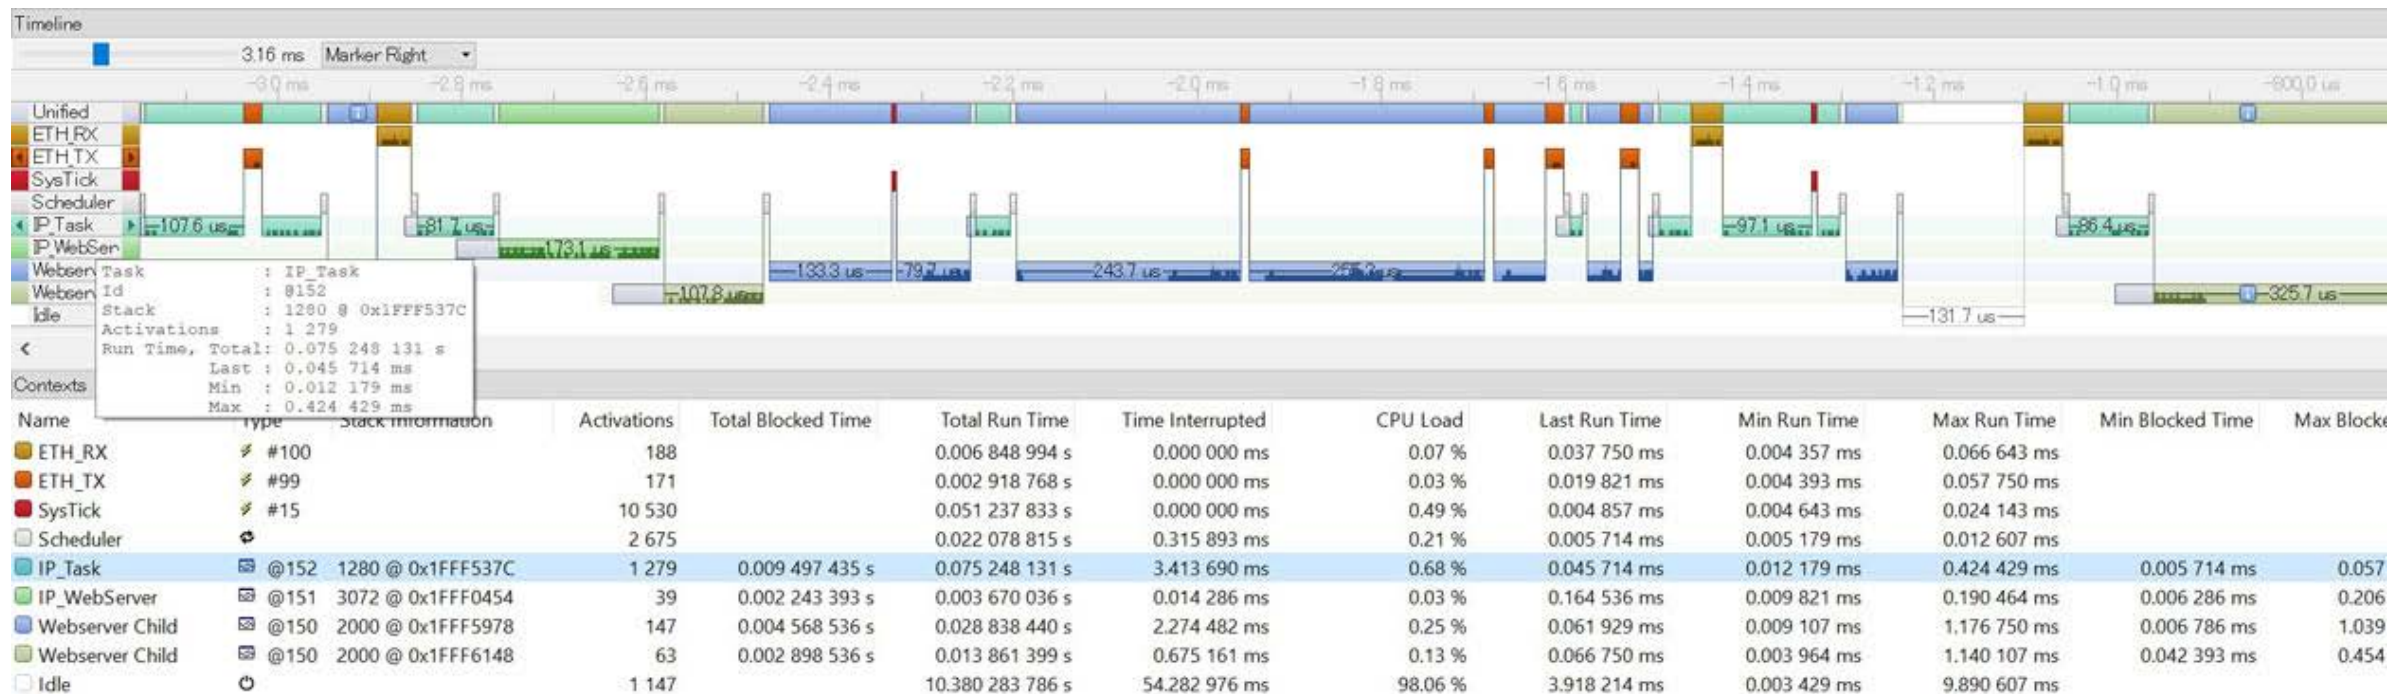 Timeline
3.16 ms Marker Right
-3.0 ms -2.8 ms -2.6 ms -2.4 ms -2.2 ms -2.0 ms -1.8 ms -1.6 ms -1.4 ms -1.2 ms -1.0 ms -800.0 us
Unified
ETH_RX
ETH_TX
SysTick
Scheduler
IP_Task 107.6 us 81.7 us 97.1 us 86.4 us
IP_WebSer 173.1 us
Webserv 133.3 us 79.7 us 243.7 us
Webserv 107.8 us 325.7 us
Idle 131.7 us
Task : IP_Task
Id : @152
Stack : 1280 @ 0x1FFF537C
Activations : 1 279
Run Time, Total: 0.075 248 131 s
Last : 0.045 714 ms
Min : 0.012 179 ms
Max : 0.424 429 ms
Contexts
Name Type Stack Information Activations Total Blocked Time Total Run Time Time Interrupted CPU Load Last Run Time Min Run Time Max Run Time Min Blocked Time Max Blocke
ETH_RX #100 188 0.006 848 994 s 0.000 000 ms 0.07 % 0.037 750 ms 0.004 357 ms 0.066 643 ms
ETH_TX #99 171 0.002 918 768 s 0.000 000 ms 0.03 % 0.019 821 ms 0.004 393 ms 0.057 750 ms
SysTick #15 10 530 0.051 237 833 s 0.000 000 ms 0.49 % 0.004 857 ms 0.004 643 ms 0.024 143 ms
Scheduler 2 675 0.022 078 815 s 0.315 893 ms 0.21 % 0.005 714 ms 0.005 179 ms 0.012 607 ms
IP_Task @152 1280 @ 0x1FFF537C 1 279 0.009 497 435 s 0.075 248 131 s 3.413 690 ms 0.68 % 0.045 714 ms 0.012 179 ms 0.424 429 ms 0.005 714 ms 0.057
IP_WebServer @151 3072 @ 0x1FFF0454 39 0.002 243 393 s 0.003 670 036 s 0.014 286 ms 0.03 % 0.164 536 ms 0.009 821 ms 0.190 464 ms 0.006 286 ms 0.206
Webserver Child @150 2000 @ 0x1FFF5978 147 0.004 568 536 s 0.028 838 440 s 2.274 482 ms 0.25 % 0.061 929 ms 0.009 107 ms 1.176 750 ms 0.006 786 ms 1.039
Webserver Child @150 2000 @ 0x1FFF6148 63 0.002 898 536 s 0.013 861 399 s 0.675 161 ms 0.13 % 0.066 750 ms 0.003 964 ms 1.140 107 ms 0.042 393 ms 0.454
Idle 1 147 10.380 283 786 s 54.282 976 ms 98.06 % 3.918 214 ms 0.003 429 ms 9.890 607 ms